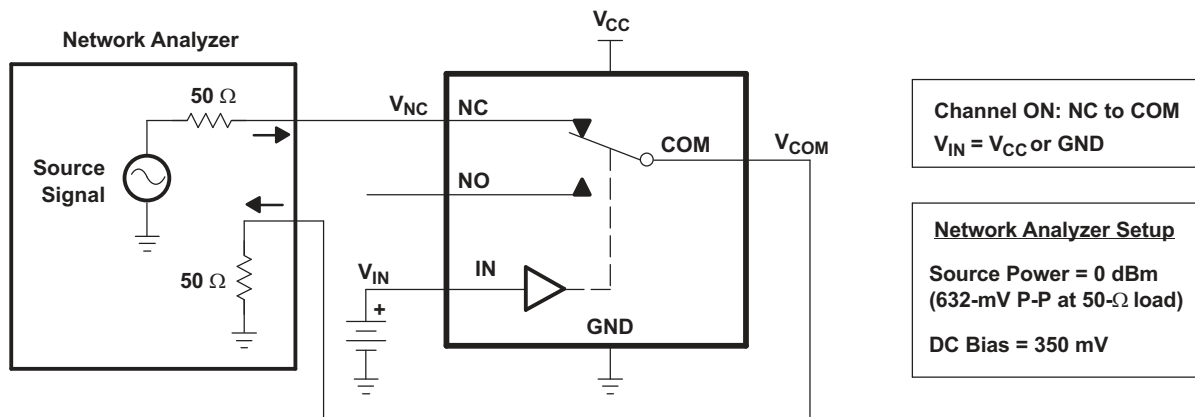 V_CC
Network Analyzer
50 Ω
V_NC
NC
Channel ON: NC to COM
V_IN = V_CC or GND
COM
V_COM
Source
Signal
NO
Network Analyzer Setup
50 Ω
V_IN
IN
Source Power = 0 dBm
(632-mV P-P at 50-Ω load)
+
GND
DC Bias = 350 mV